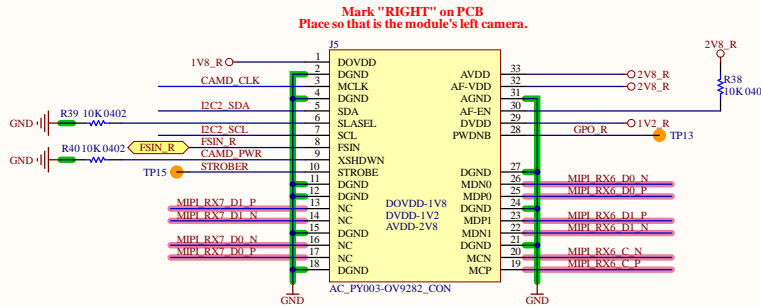 Mark "RIGHT" on PCB
Place so that is the module's left camera.
J5
1V8_R 1 DOVDD
2 DGND
CAMD_CLK 3 MCLK
4 DGND
I2C2_SDA 5 SDA
GND R39 10K 0402 6 SLASEL
I2C2_SCL 7 SCL
FSIN_R FSIN_R 8 FSIN
GND R40 10K 0402 CAMD_PWR 9 XSHDWN
TP15 STROBER 10 STROBE
11 DGND
12 DGND
MIPI_RX7_D1_P 13 NC
MIPI_RX7_D1_N 14 NC
15 DGND
MIPI_RX7_D0_N 16 NC
MIPI_RX7_D0_P 17 NC
18 DGND
GND
DOVDD-1V8
DVDD-1V2
AVDD-2V8
AVDD 33 2V8_R
AF-VDD 32 2V8_R
AGND 31
AF-EN 30
2V8_R
R38
10K 040
DVDD 29 1V2_R
PWDNB 28 GPO_R TP13
DGND 27
MDN0 26 MIPI_RX6_D0_N
MDP0 25 MIPI_RX6_D0_P
DGND 24
MDP1 23 MIPI_RX6_D1_P
MDN1 22 MIPI_RX6_D1_N
DGND 21
MCN 20 MIPI_RX6_C_N
MCP 19 MIPI_RX6_C_P
GND
AC_PY003-OV9282_CON